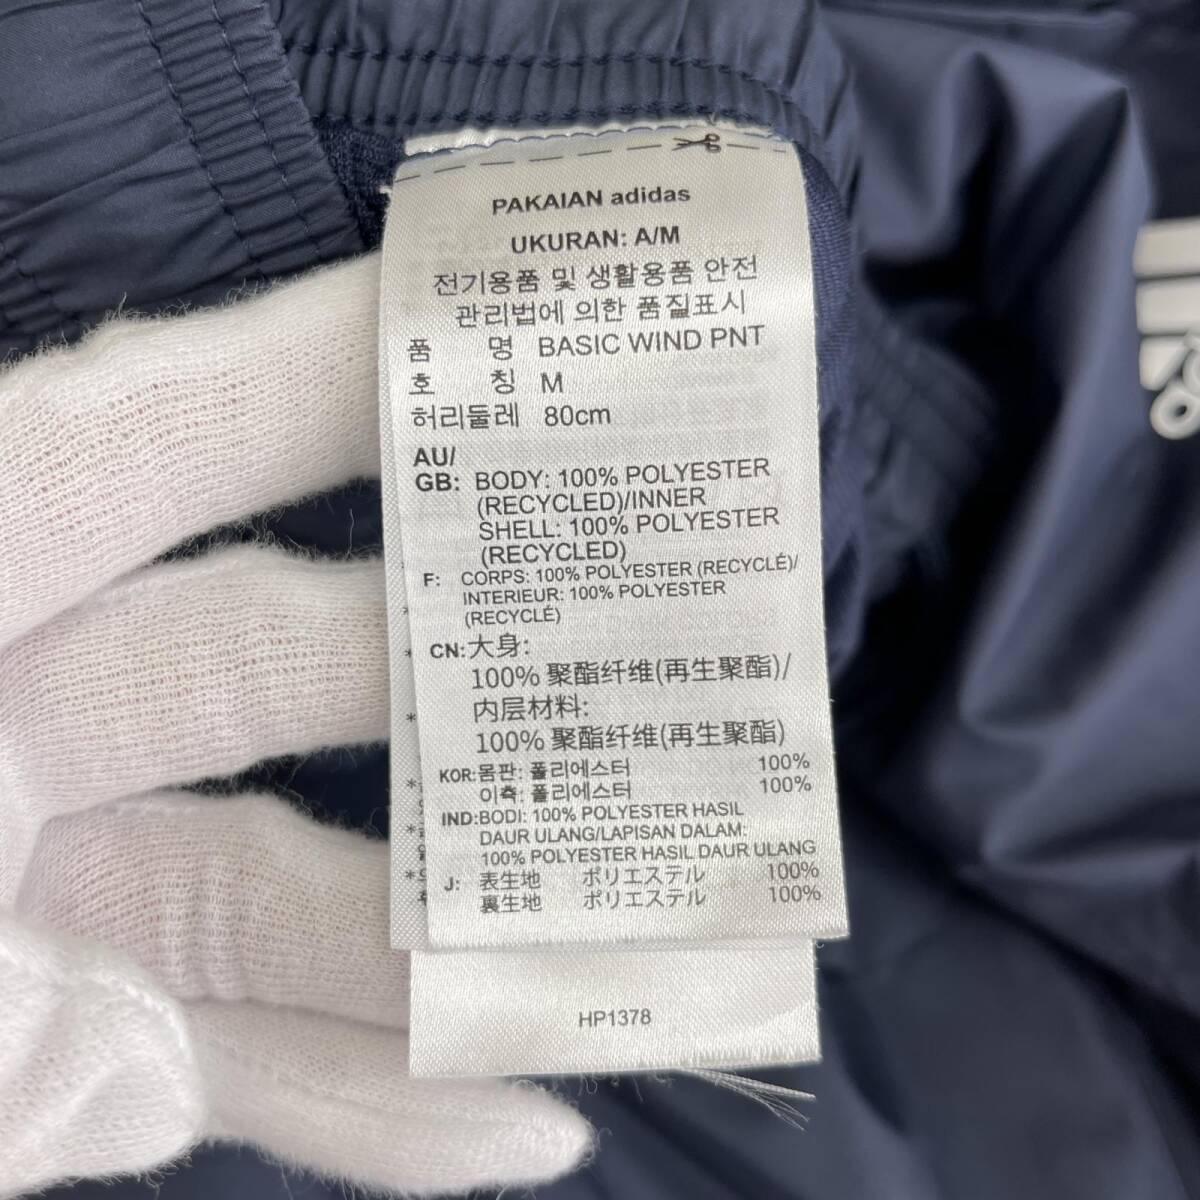 PAKAIAN adidas
UKURAN: A/M
전기용품 및 생활용품 안전
관리법에 의한 품질표시
품 명 BASIC WIND PNT
호 칭 M
허리둘레 80cm
AU/
GB: BODY: 100% POLYESTER
(RECYCLED)/INNER
SHELL: 100% POLYESTER
(RECYCLED)
F: CORPS: 100% POLYESTER (RECYCLÉ)/
INTERIEUR: 100% POLYESTER
(RECYCLÉ)
CN: 大身:
100% 聚酯纤维(再生聚酯)/
内层材料:
100% 聚酯纤维(再生聚酯)
KOR: 몸판: 폴리에스터 100%
이측: 폴리에스터 100%
IND: BODI: 100% POLYESTER HASIL
DAUR ULANG/LAPISAN DALAM:
100% POLYESTER HASIL DAUR ULANG
J: 表生地 ポリエステル 100%
裏生地 ポリエステル 100%
HP1378